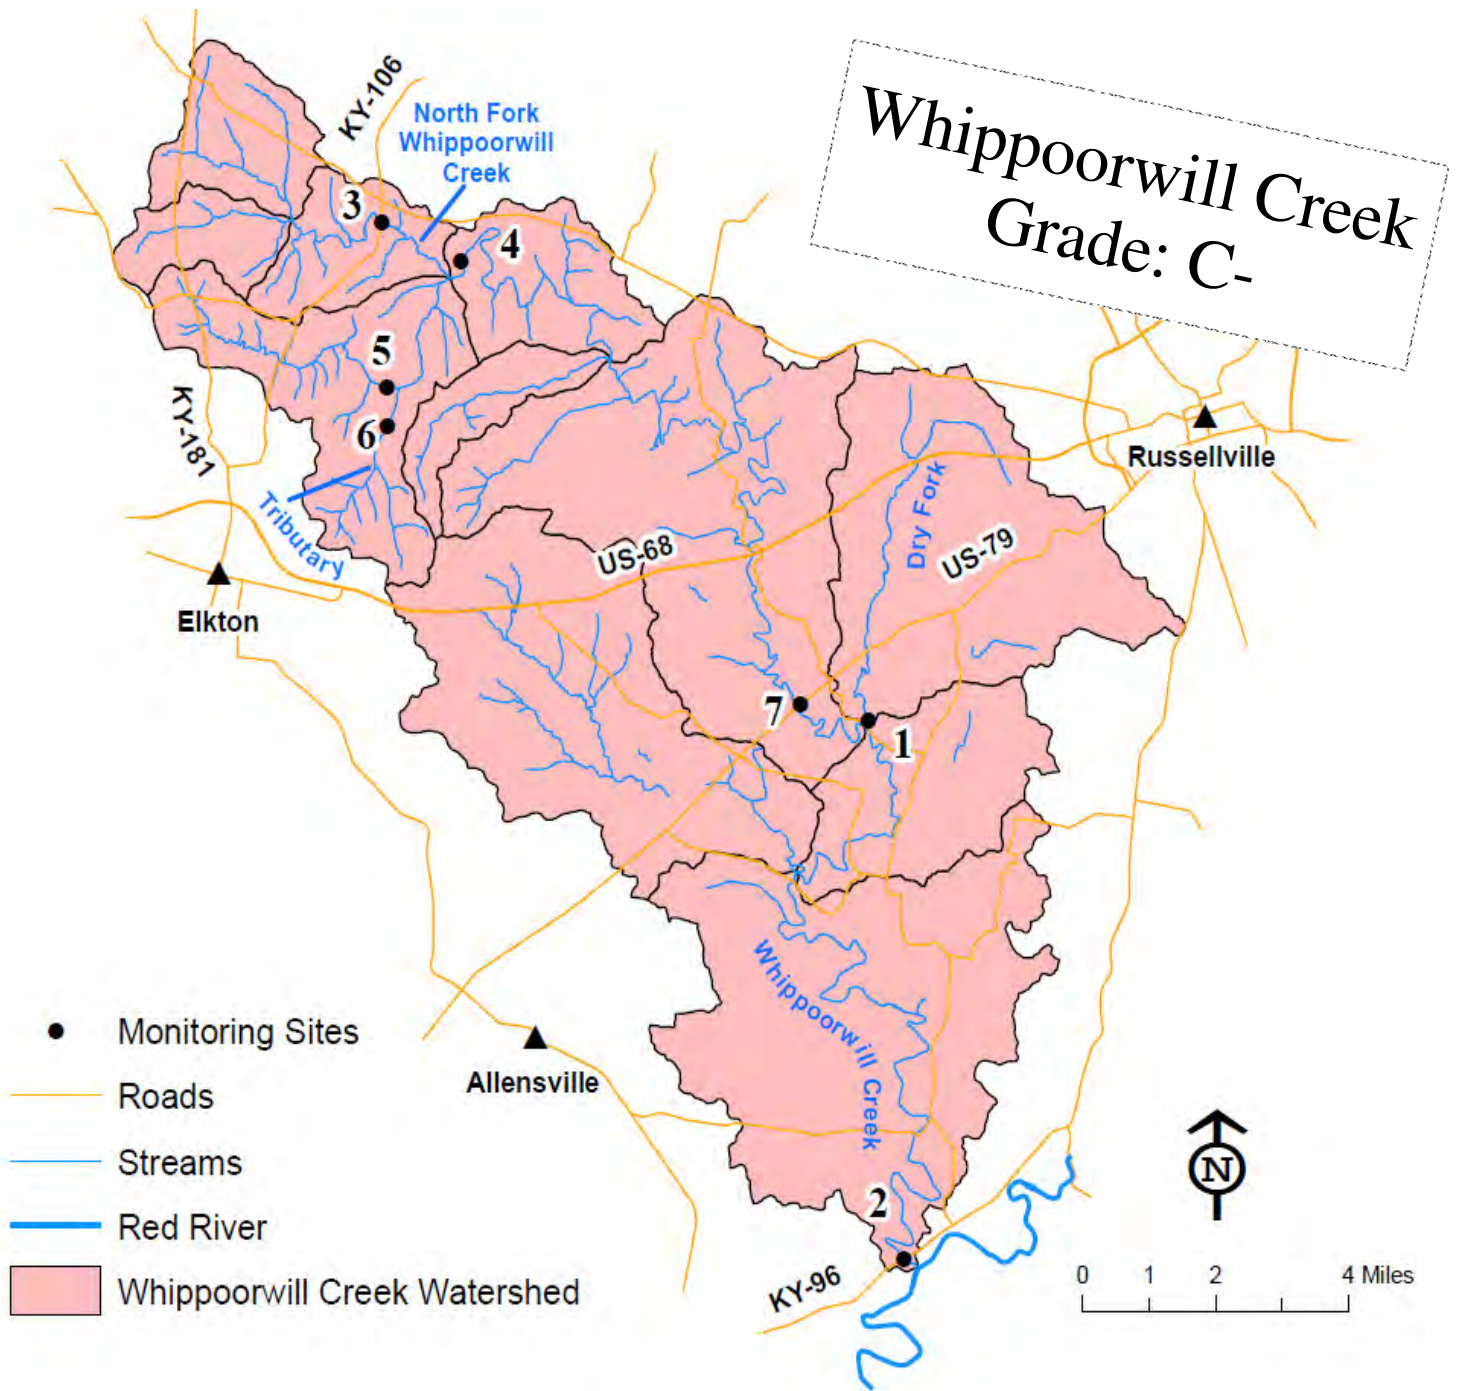 Whippoorwill Creek
Grade: C-
KY-106
North Fork
Whippoorwill
Creek
3
4
5
6
KY-181
Tributary
Elkton
Russellville
Dry Fork
US-68
US-79
7
1
Whippoorwill Creek
Allensville
2
KY-96
Monitoring Sites
Roads
Streams
Red River
Whippoorwill Creek Watershed
N
0 1 2 4 Miles